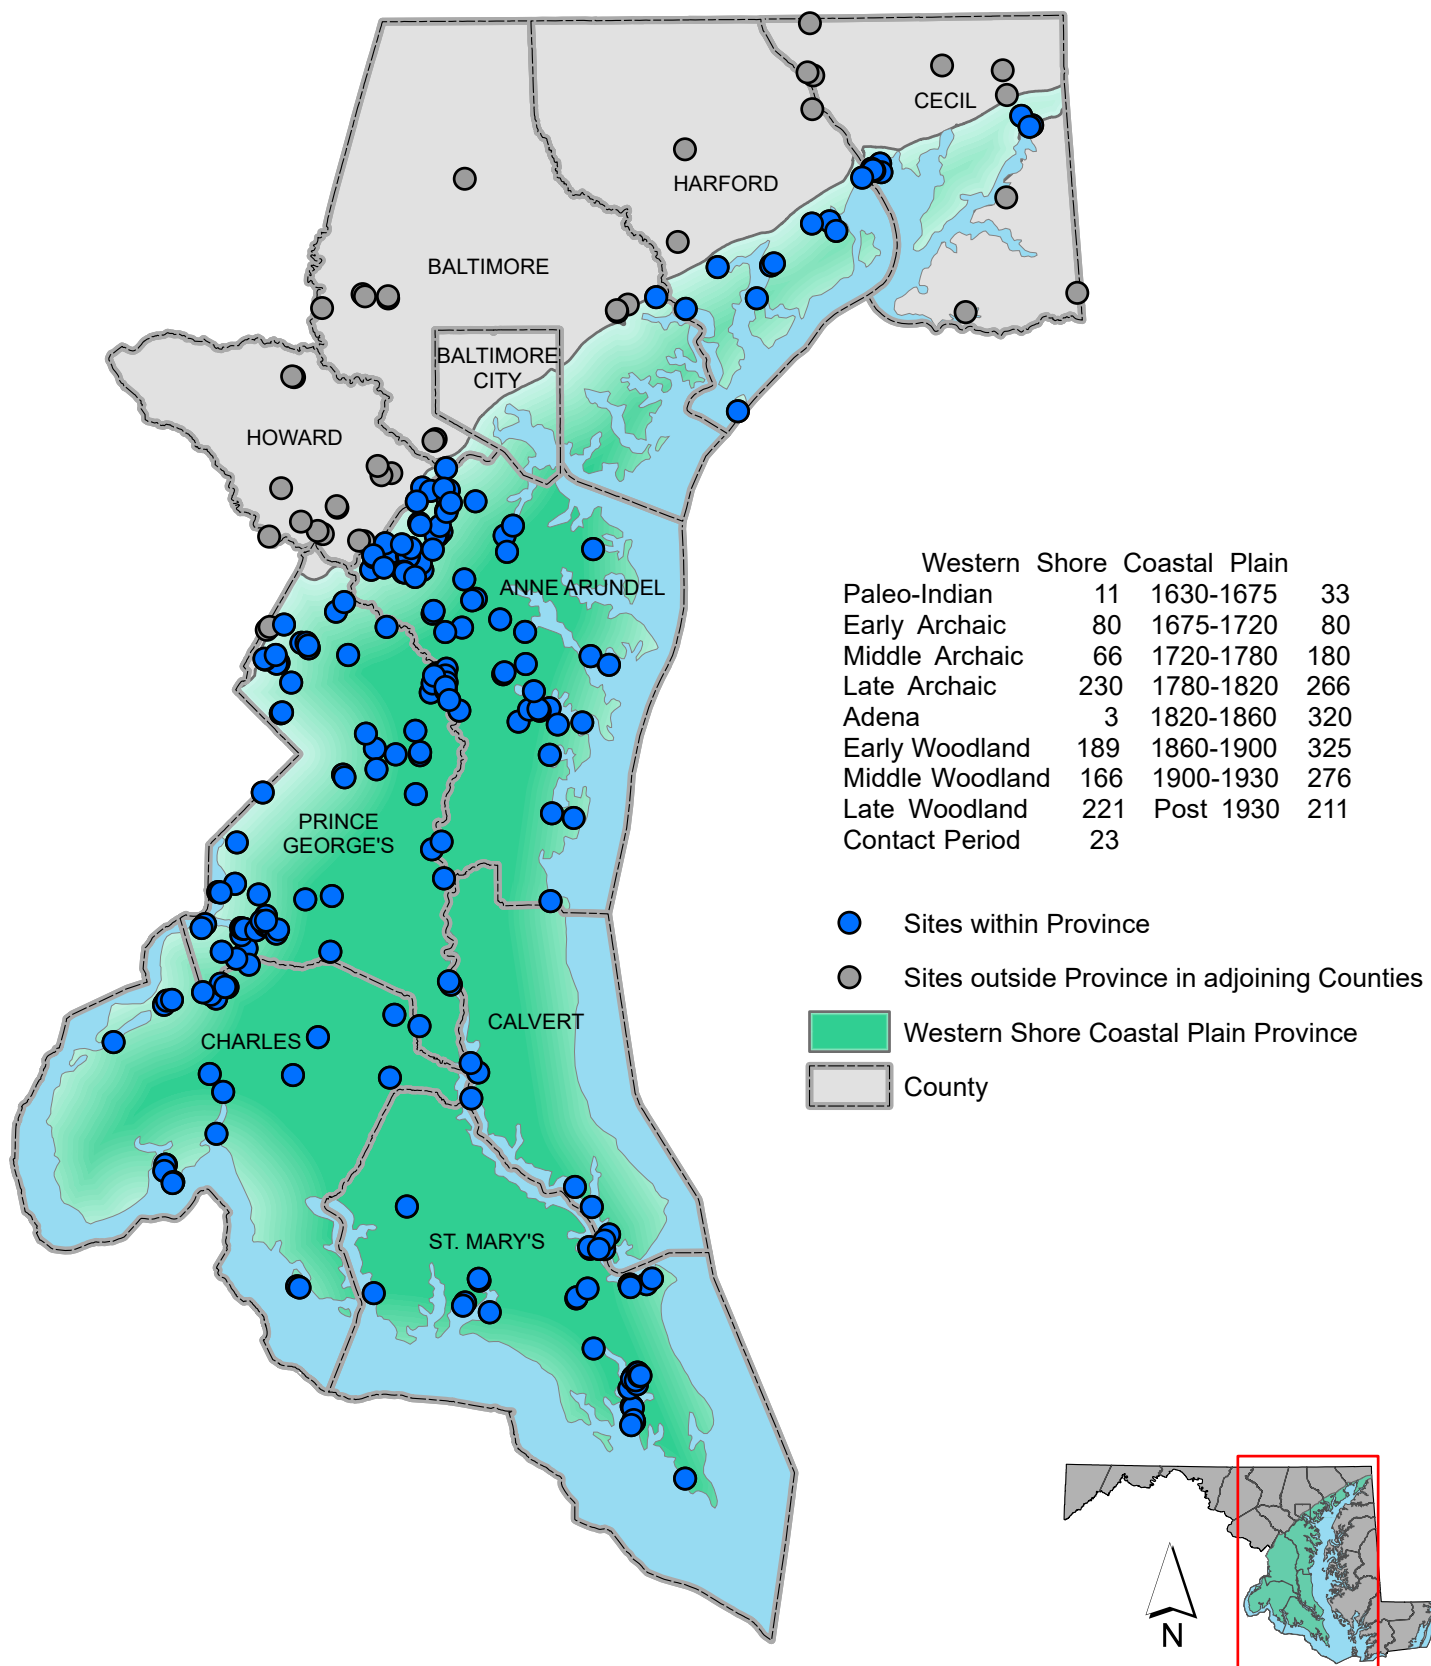 CECIL
HARFORD
BALTIMORE
BALTIMORE
CITY
HOWARD
ANNE ARUNDEL
Western Shore Coastal Plain
Paleo-Indian 11 1630-1675 33
Early Archaic 80 1675-1720 80
Middle Archaic 66 1720-1780 180
Late Archaic 230 1780-1820 266
Adena 3 1820-1860 320
Early Woodland 189 1860-1900 325
Middle Woodland 166 1900-1930 276
Late Woodland 221 Post 1930 211
Contact Period 23
PRINCE
GEORGE'S
Sites within Province
Sites outside Province in adjoining Counties
CALVERT
CHARLES
Western Shore Coastal Plain Province
County
ST. MARY'S
N